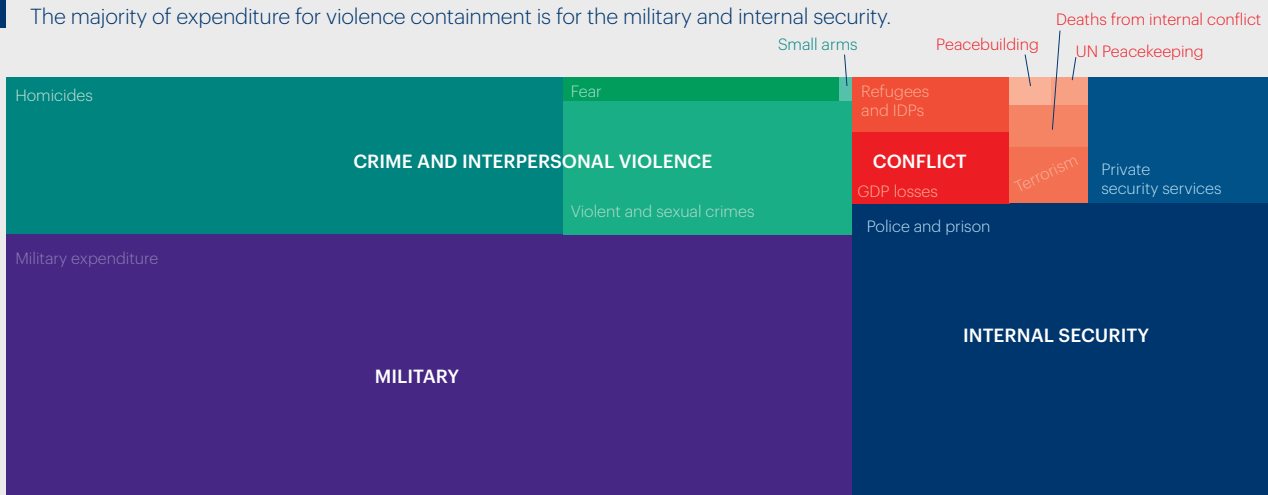 The majority of expenditure for violence containment is for the military and internal security.
Deaths from internal conflict
Small arms
Peacebuilding
UN Peacekeeping
Homicides
Fear
Refugees
and IDPs
CRIME AND INTERPERSONAL VIOLENCE
CONFLICT
Terrorism
Private
security services
GDP losses
Violent and sexual crimes
Police and prison
Military expenditure
INTERNAL SECURITY
MILITARY